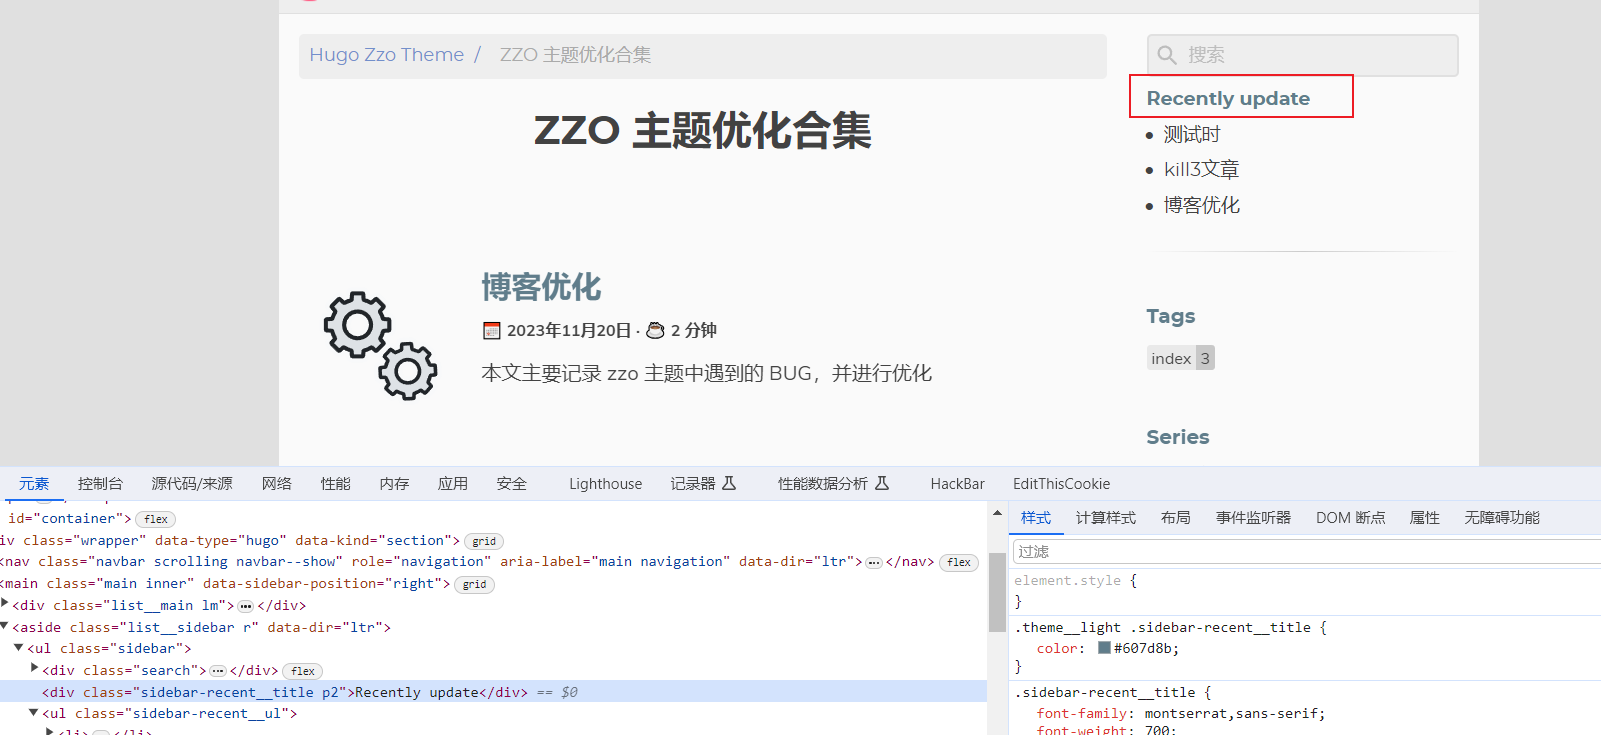 Hugo Zzo Theme / ZZO 主题优化合集
搜索
Recently update
测试时
kill3文章
博客优化
ZZO 主题优化合集
博客优化
2023年11月20日 · 2 分钟
本文主要记录 zzo 主题中遇到的 BUG，并进行优化
Tags
index 3
Series
元素 控制台 源代码/来源 网络 性能 内存 应用 安全 Lighthouse 记录器 性能数据分析 HackBar EditThisCookie
id="container"> flex
iv class="wrapper" data-type="hugo" data-kind="section"> grid
<nav class="navbar scrolling navbar--show" role="navigation" aria-label="main navigation" data-dir="ltr"> … </nav> flex
<main class="main inner" data-sidebar-position="right"> grid
<div class="list__main lm"> … </div>
<aside class="list__sidebar r" data-dir="ltr">
<ul class="sidebar">
<div class="search"> … </div> flex
<div class="sidebar-recent__title p2">Recently update</div> == $0
<ul class="sidebar-recent__ul">
<li> … </li>
样式 计算样式 布局 事件监听器 DOM 断点 属性 无障碍功能
过滤
element.style {
}
.theme__light .sidebar-recent__title {
color: #607d8b;
}
.sidebar-recent__title {
font-family: montserrat,sans-serif;
font-weight: 700;